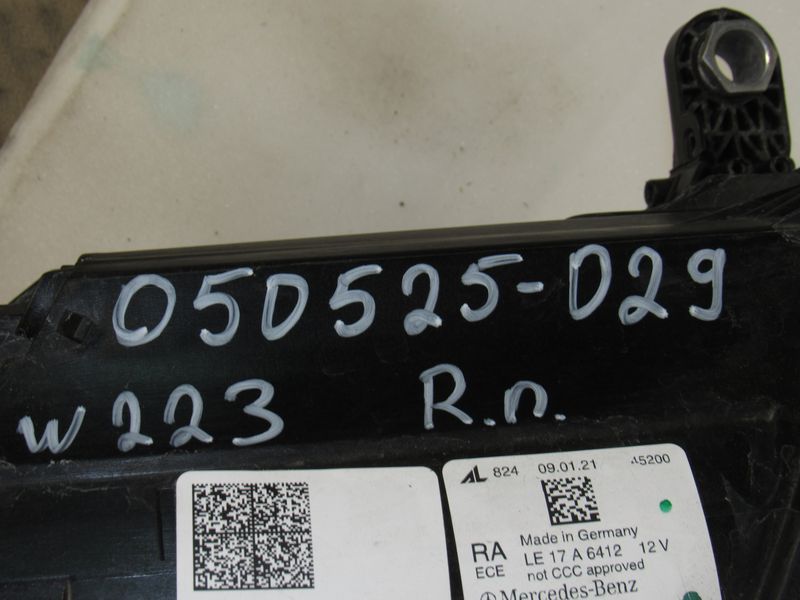 050525-029
w223 R.п.
AL 824 09.01.21 45200
Made in Germany
RA LE 17 A 6412 12 V
ECE not CCC approved
Mercedes-Benz